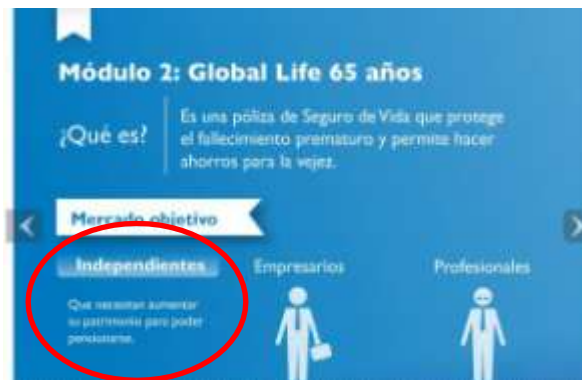 Módulo 2: Global Life 65 años
¿Qué es?
Es una póliza de Seguro de Vida que protege
el fallecimiento prematuro y permite hacer
ahorros para la vejez.
Mercado objetivo
Independientes
Empresarios
Profesionales
Que necesitan aumentar
su patrimonio para poder
pensionarse.